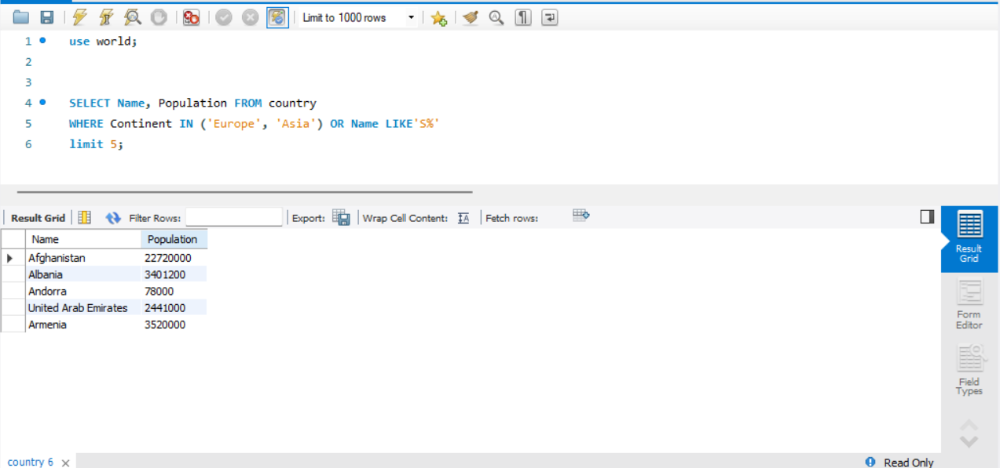 Limit to 1000 rows
1 use world;
2
3
4 SELECT Name, Population FROM country
5 WHERE Continent IN ('Europe', 'Asia') OR Name LIKE'S%'
6 limit 5;
Result Grid Filter Rows: Export: Wrap Cell Content: IA Fetch rows:
Name Population
Afghanistan 22720000
Albania 3401200
Andorra 78000
United Arab Emirates 2441000
Armenia 3520000
Result
Grid
Form
Editor
Field
Types
country 6 Read Only